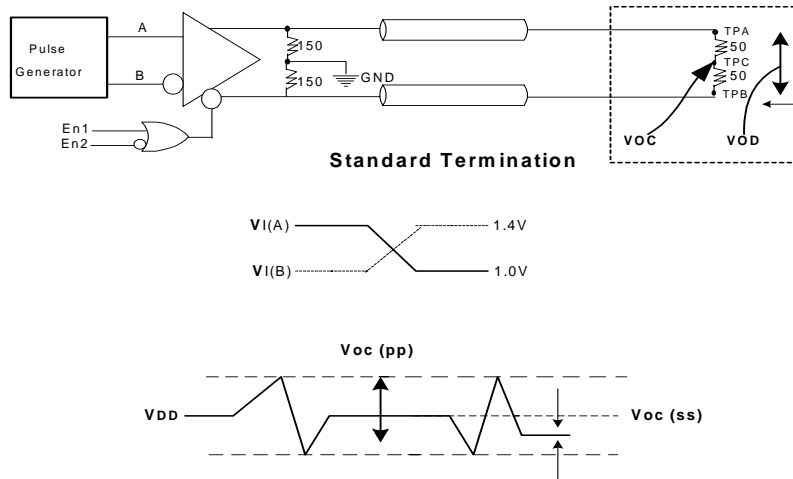 Pulse
Generator
A
B
En1
En2
150
150
GND
TPA
50
TPC
50
TPB
VOC
VOD
Standard Termination
VI(A)
1.4V
VI(B)
1.0V
Voc (pp)
VDD
Voc (ss)